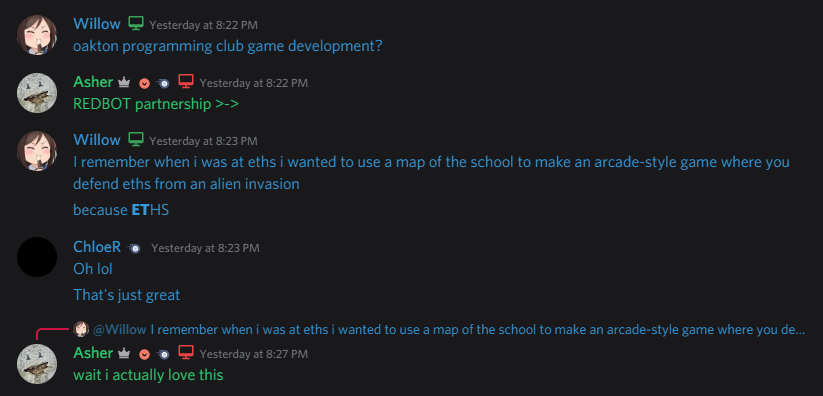 Willow Yesterday at 8:22 PM
oakton programming club game development?
Asher Yesterday at 8:22 PM
REDBOT partnership >->
Willow Yesterday at 8:23 PM
I remember when i was at eths i wanted to use a map of the school to make an arcade-style game where you
defend eths from an alien invasion
because ETHS
ChloeR Yesterday at 8:23 PM
Oh lol
That's just great
@Willow I remember when i was at eths i wanted to use a map of the school to make an arcade-style game where you de...
Asher Yesterday at 8:27 PM
wait i actually love this